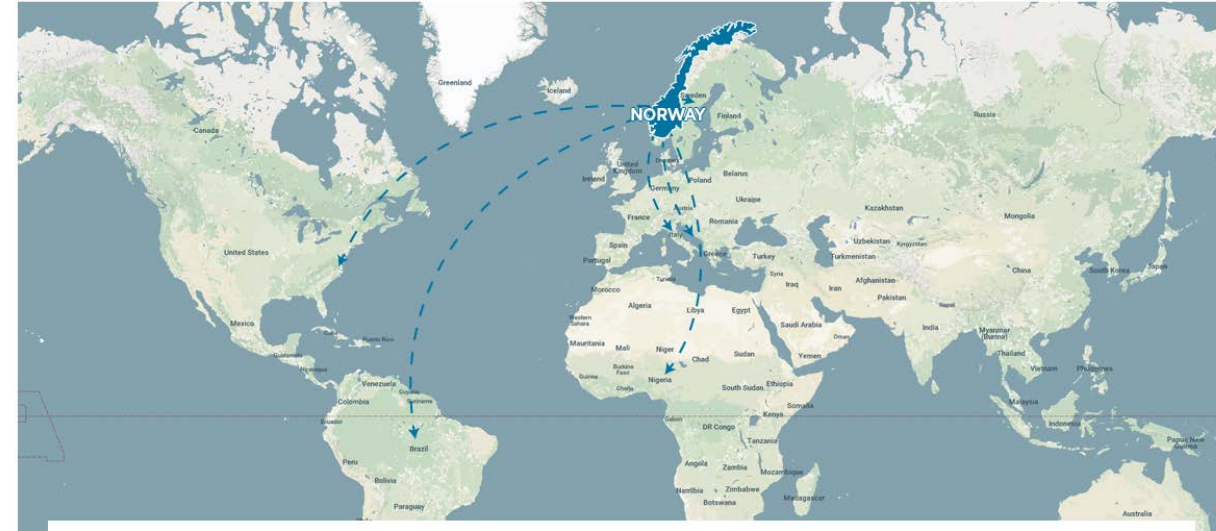 Greenland
Iceland
Sweden
NORWAY
Finland
Russia
Canada
United
Kingdom
Ireland
Denmark
Germany
Poland
Belarus
Ukraine
Austria
France
Romania
Kazakhstan
Mongolia
Italy
Spain
Portugal
Greece
Turkey
Uzbekistan
Kyrgyzstan
Turkmenistan
United States
China
South Korea
Japan
Tunisia
Syria
Iraq
Iran
Afghanistan
Pakistan
Nepal
Morocco
Algeria
Libya
Egypt
Western
Sahara
Saudi Arabia
Oman
India
Myanmar
(Burma)
Mexico
Cuba
Puerto Rico
Mauritania
Mali
Niger
Chad
Sudan
Yemen
Thailand
Vietnam
Philippines
Guatemala
Nicaragua
Burkina
Faso
Guinea
Ghana
Nigeria
South Sudan
Ethiopia
Somalia
Venezuela
Guyana
Suriname
Colombia
Ecuador
Malaysia
Gabon
Kenya
DR Congo
Indonesia
Papua New
Guinea
Tanzania
Brazil
Peru
Angola
Zambia
Mozambique
Bolivia
Namibia
Zimbabwe
Madagascar
Botswana
Paraguay
Australia